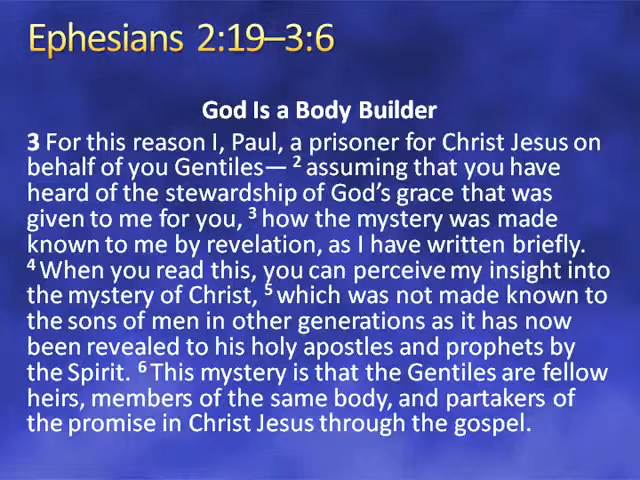 Ephesians 2:19–3:6
God Is a Body Builder
3 For this reason I, Paul, a prisoner for Christ Jesus on
behalf of you Gentiles— 2 assuming that you have
heard of the stewardship of God’s grace that was
given to me for you, 3 how the mystery was made
known to me by revelation, as I have written briefly.
4 When you read this, you can perceive my insight into
the mystery of Christ, 5 which was not made known to
the sons of men in other generations as it has now
been revealed to his holy apostles and prophets by
the Spirit. 6 This mystery is that the Gentiles are fellow
heirs, members of the same body, and partakers of
the promise in Christ Jesus through the gospel.